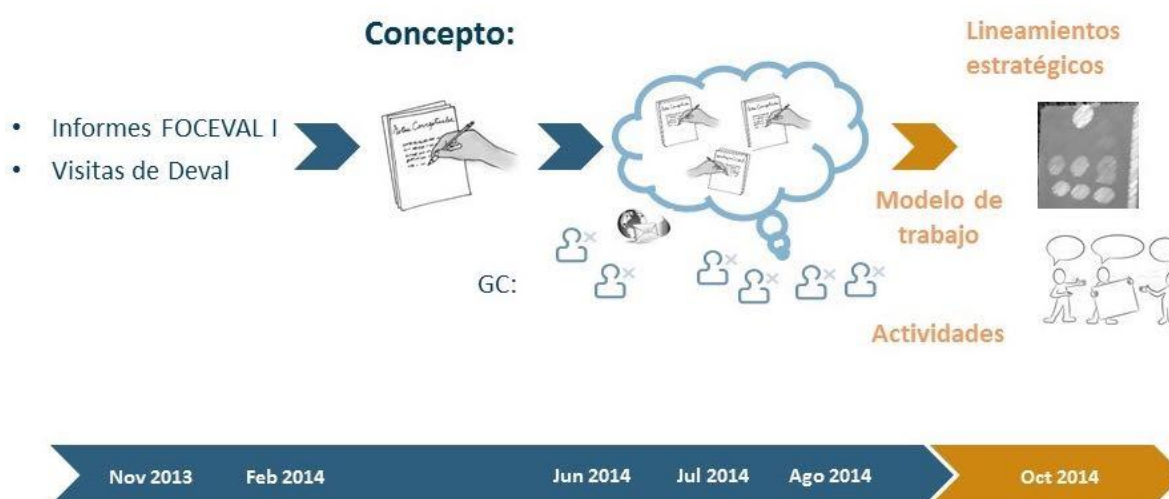 Concepto:
Lineamientos
estratégicos
• Informes FOCEVAL I
• Visitas de Deval
Modelo de
trabajo
GC:
Actividades
Nov 2013 Feb 2014 Jun 2014 Jul 2014 Ago 2014 Oct 2014